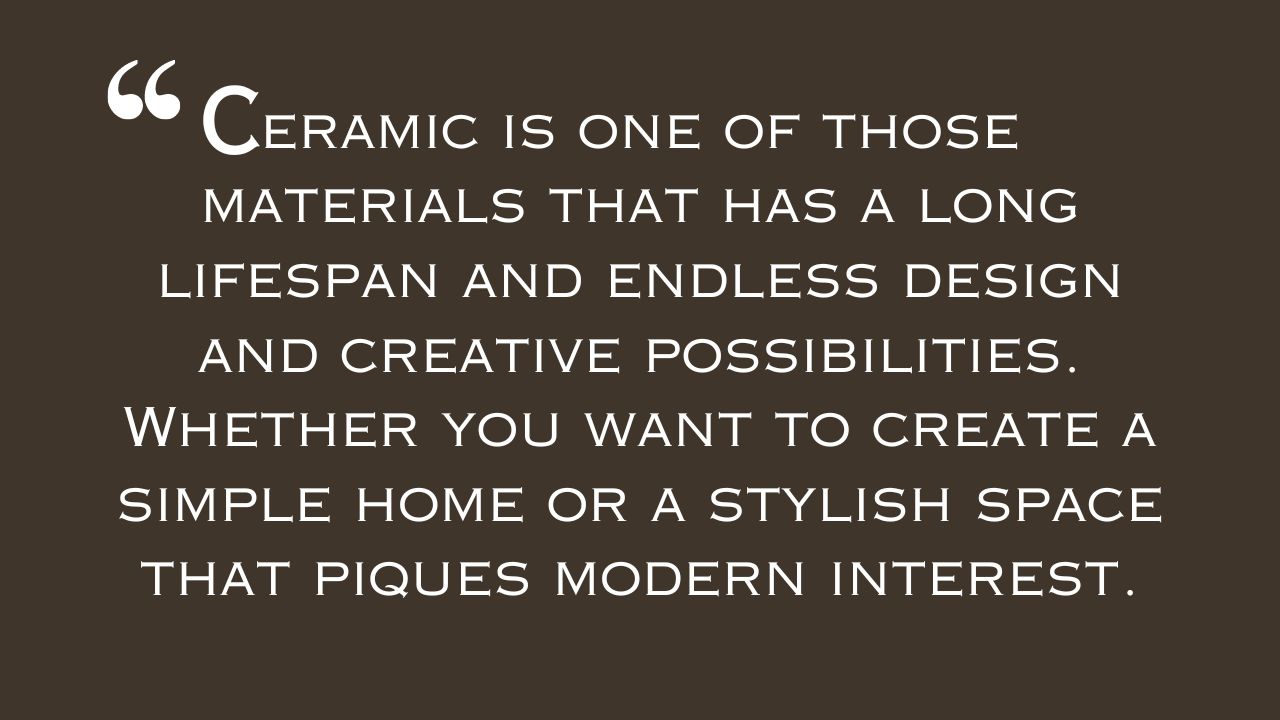 “ Ceramic is one of those
materials that has a long
lifespan and endless design
and creative possibilities.
Whether you want to create a
simple home or a stylish space
that piques modern interest.